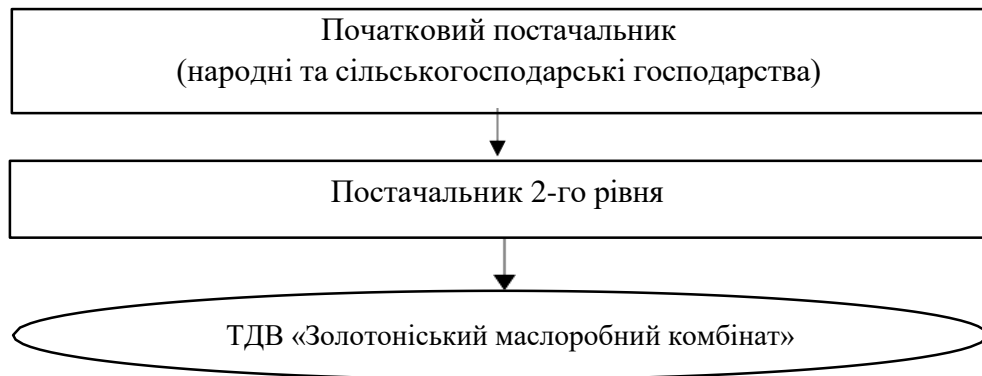 Початковий постачальник
(народні та сільськогосподарські господарства)
Постачальник 2-го рівня
ТДВ «Золотоніський маслоробний комбінат»